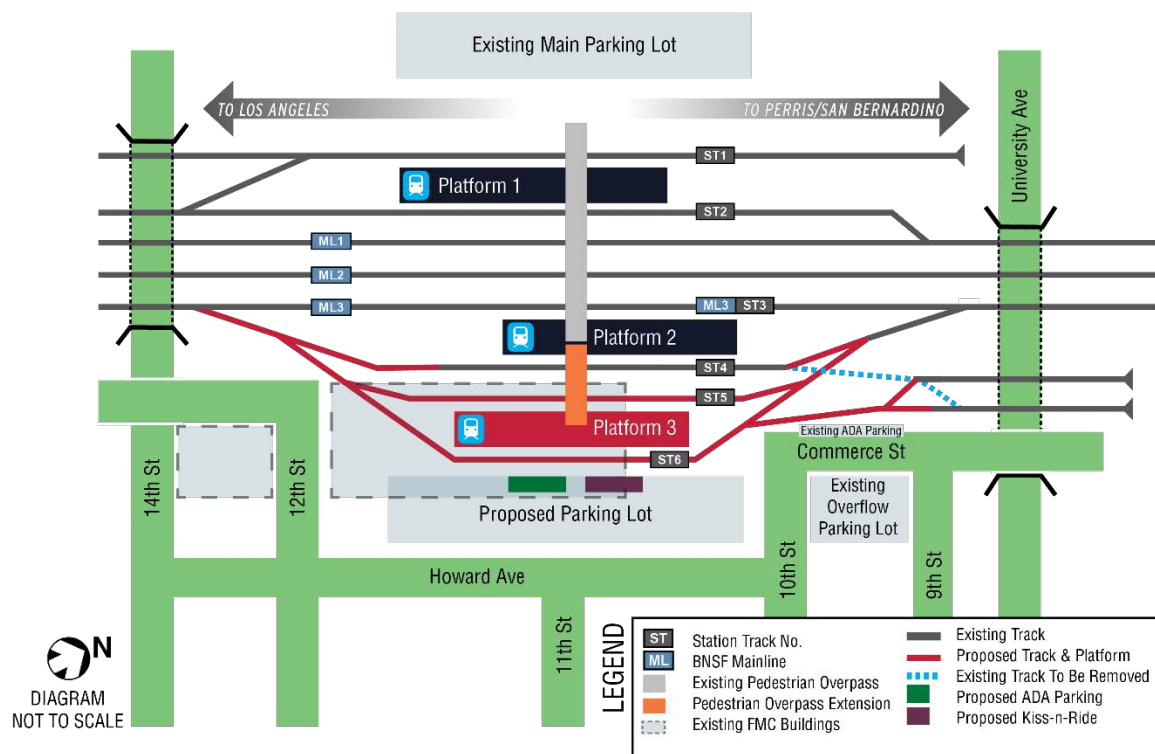 Existing Main Parking Lot
TO LOS ANGELES
TO PERRIS/SAN BERNARDINO
University Ave
ST1
Platform 1
ST2
ML1
ML2
ML3
ML3 ST3
Platform 2
ST4
ST5
Platform 3
ST6
Existing ADA Parking
Commerce St
14th St
12th St
Proposed Parking Lot
Existing
Overflow
Parking Lot
10th St
9th St
Howard Ave
11th St
N
DIAGRAM
NOT TO SCALE
LEGEND
ST Station Track No.
ML BNSF Mainline
Existing Pedestrian Overpass
Pedestrian Overpass Extension
Existing FMC Buildings
Existing Track
Proposed Track & Platform
Existing Track To Be Removed
Proposed ADA Parking
Proposed Kiss-n-Ride